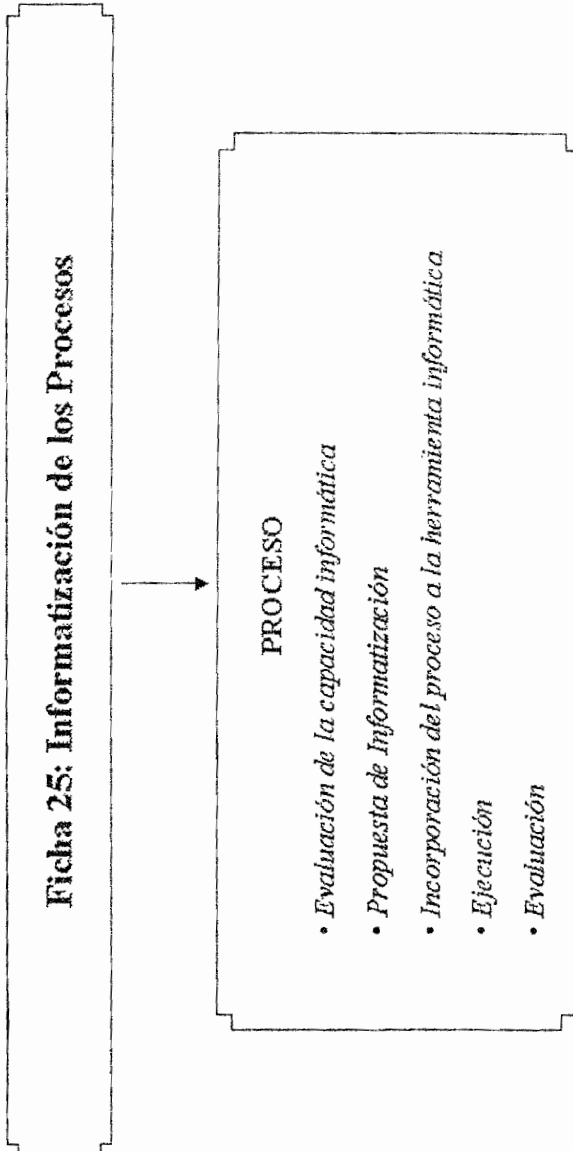 Ficha 25: Informatización de los Procesos
PROCESO
• Evaluación de la capacidad informática
• Propuesta de Informatización
• Incorporación del proceso a la herramienta informática
• Ejecución
• Evaluación